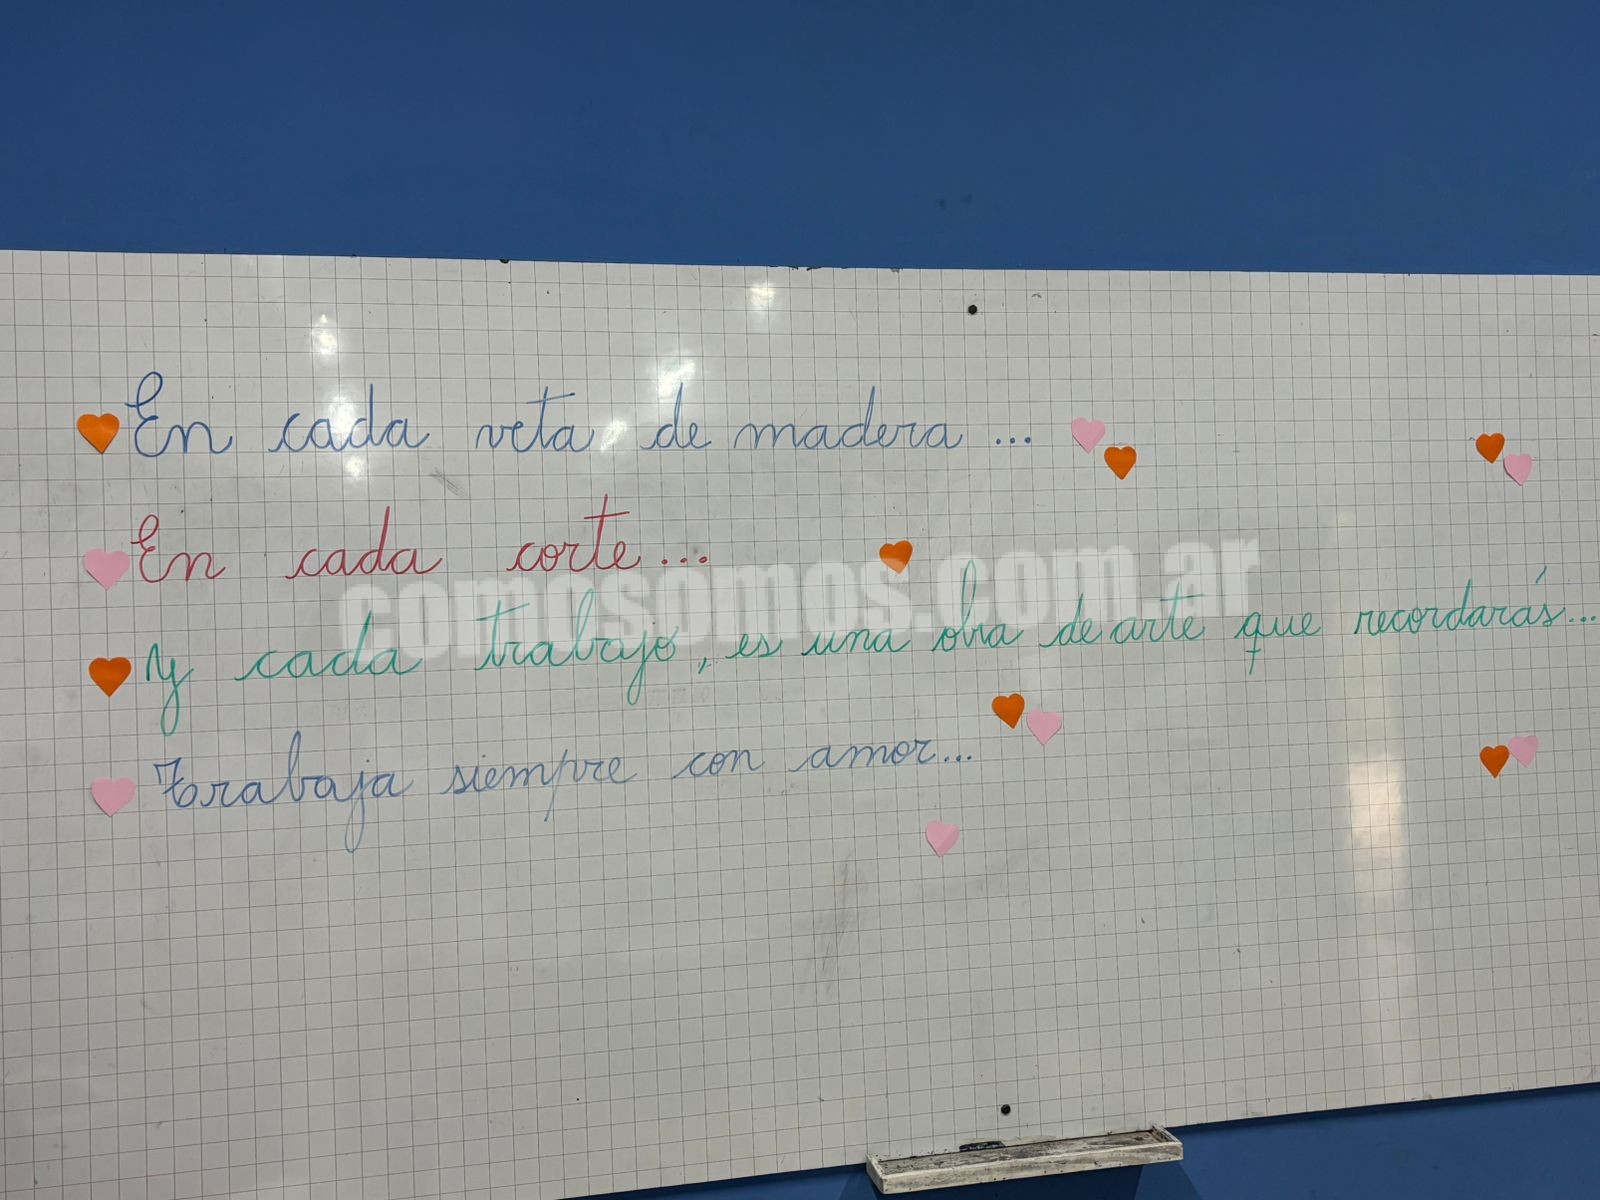 En cada veta de madera ...
En cada corte...
comosomos.com.ar
Y cada trabajo, es una obra de arte que recordarás...
Trabaja siempre con amor...